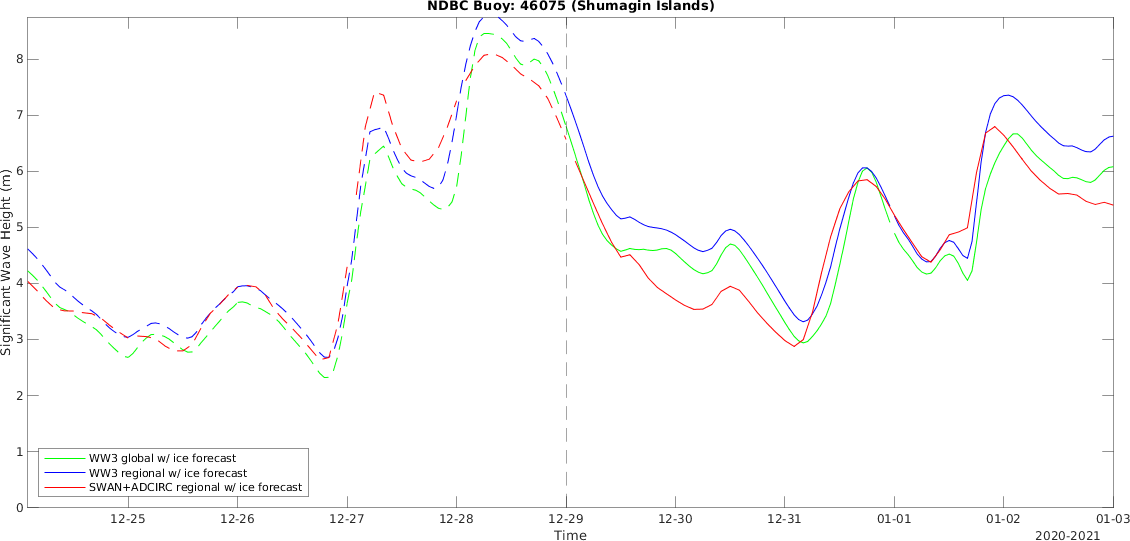 NDBC Buoy: 46075 (Shumagin Islands)
Significant Wave Height (m)
8
7
6
5
4
3
2
1
0
WW3 global w/ ice forecast
WW3 regional w/ ice forecast
SWAN+ADCIRC regional w/ ice forecast
12-25 12-26 12-27 12-28 12-29 12-30 12-31 01-01 01-02 01-03
Time
2020-2021